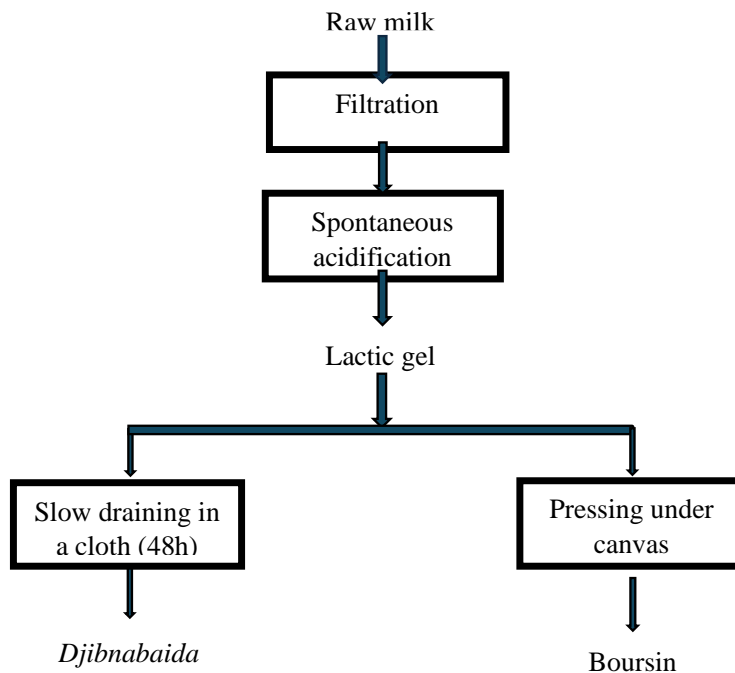 Raw milk
Filtration
Spontaneous
acidification
Lactic gel
Slow draining in
a cloth (48h)
Pressing under
canvas
Djibnabaida
Boursin